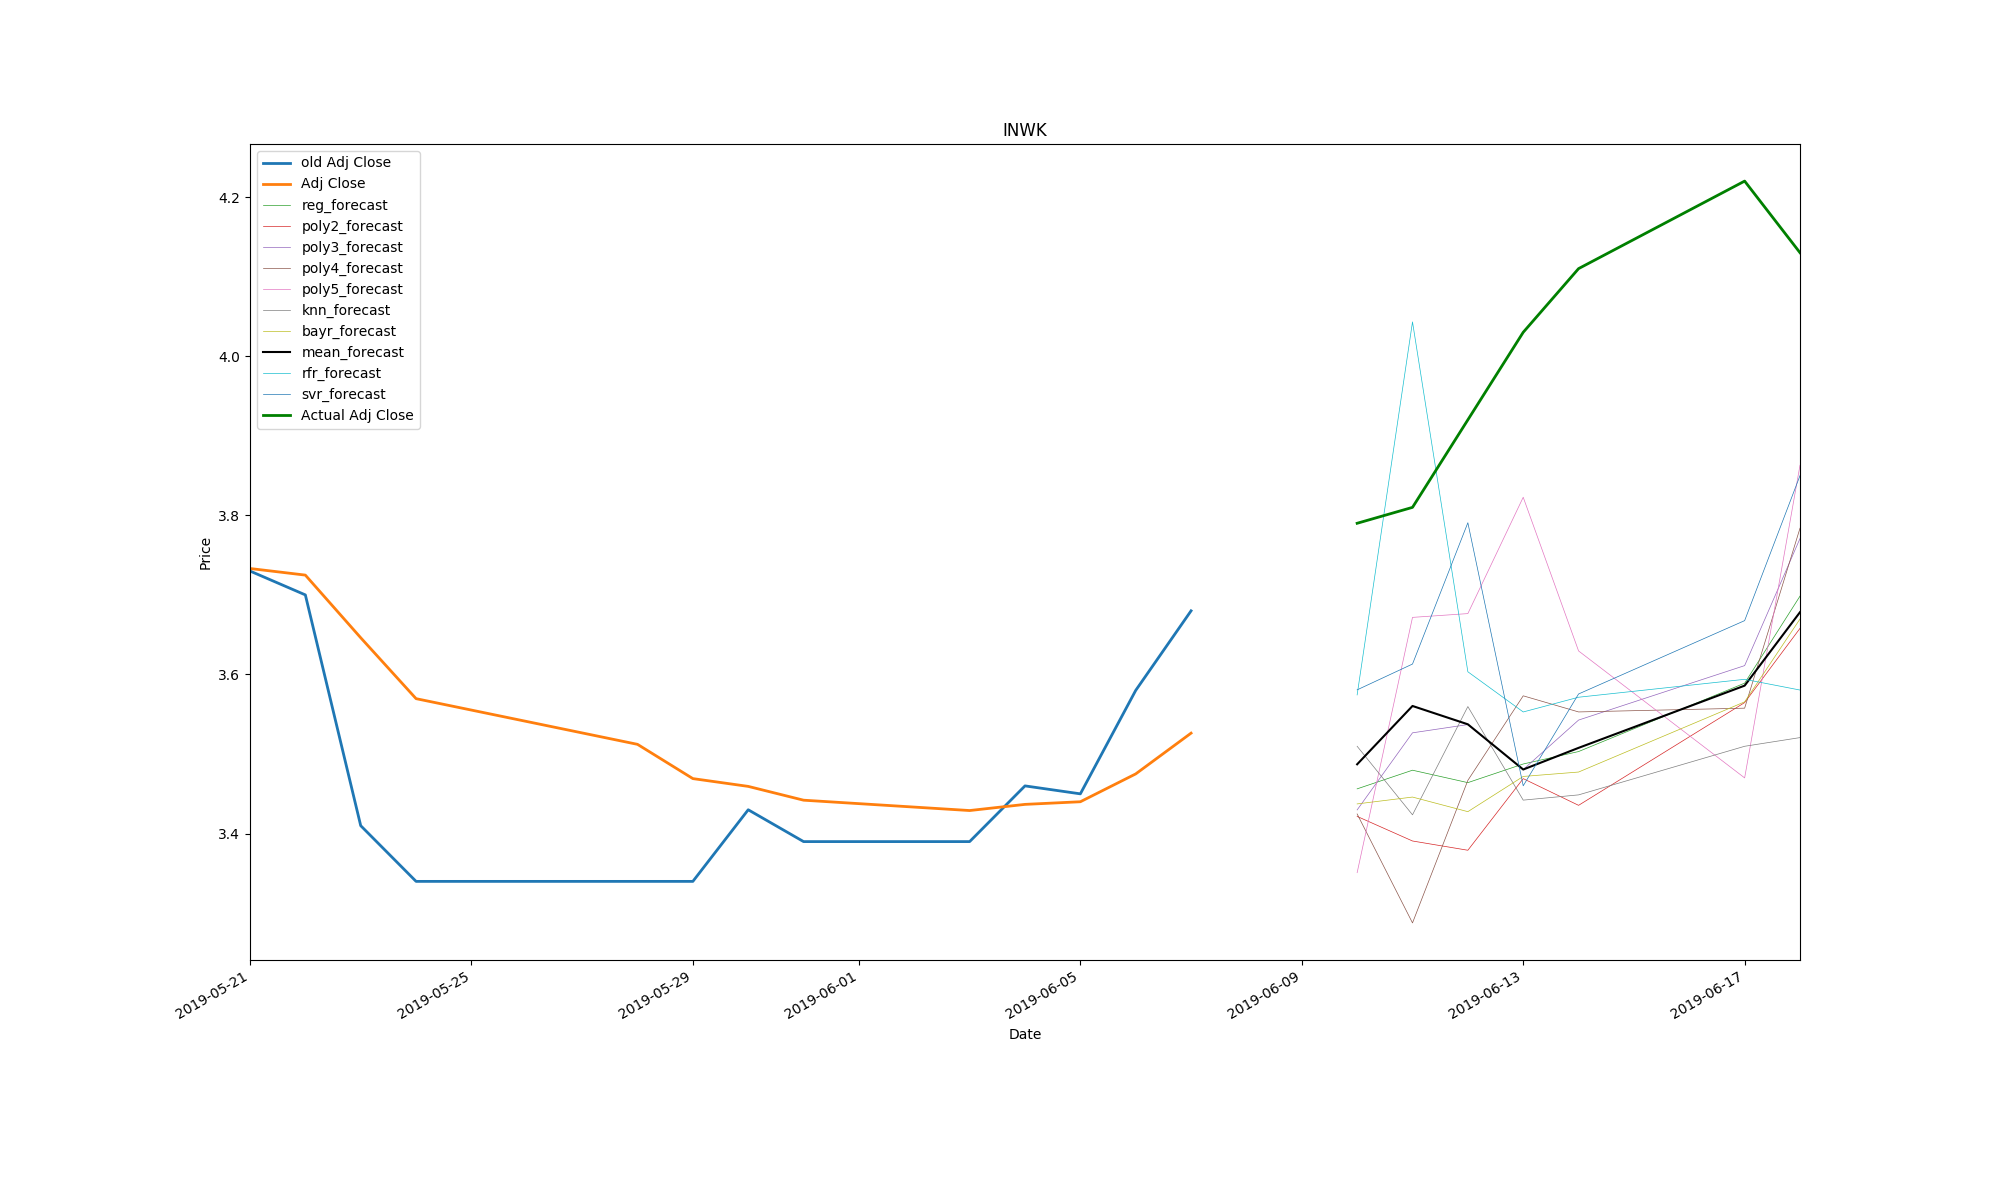 INWK
old Adj Close
Adj Close
reg_forecast
poly2_forecast
poly3_forecast
poly4_forecast
poly5_forecast
knn_forecast
bayr_forecast
mean_forecast
rfr_forecast
svr_forecast
Actual Adj Close
4.2
4.0
3.8
3.6
3.4
Price
2019-05-21
2019-05-25
2019-05-29
2019-06-01
2019-06-05
2019-06-09
2019-06-13
2019-06-17
Date